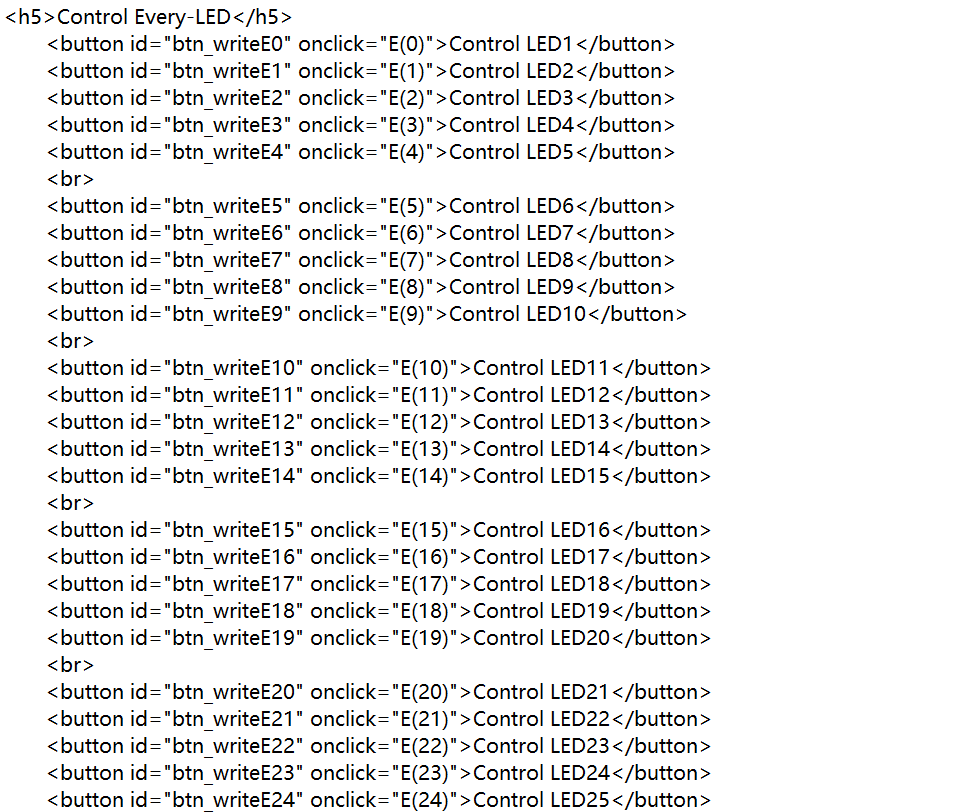 <h5>Control Every-LED</h5>
<button id="btn_writeE0" onclick="E(0)">Control LED1</button>
<button id="btn_writeE1" onclick="E(1)">Control LED2</button>
<button id="btn_writeE2" onclick="E(2)">Control LED3</button>
<button id="btn_writeE3" onclick="E(3)">Control LED4</button>
<button id="btn_writeE4" onclick="E(4)">Control LED5</button>
<br>
<button id="btn_writeE5" onclick="E(5)">Control LED6</button>
<button id="btn_writeE6" onclick="E(6)">Control LED7</button>
<button id="btn_writeE7" onclick="E(7)">Control LED8</button>
<button id="btn_writeE8" onclick="E(8)">Control LED9</button>
<button id="btn_writeE9" onclick="E(9)">Control LED10</button>
<br>
<button id="btn_writeE10" onclick="E(10)">Control LED11</button>
<button id="btn_writeE11" onclick="E(11)">Control LED12</button>
<button id="btn_writeE12" onclick="E(12)">Control LED13</button>
<button id="btn_writeE13" onclick="E(13)">Control LED14</button>
<button id="btn_writeE14" onclick="E(14)">Control LED15</button>
<br>
<button id="btn_writeE15" onclick="E(15)">Control LED16</button>
<button id="btn_writeE16" onclick="E(16)">Control LED17</button>
<button id="btn_writeE17" onclick="E(17)">Control LED18</button>
<button id="btn_writeE18" onclick="E(18)">Control LED19</button>
<button id="btn_writeE19" onclick="E(19)">Control LED20</button>
<br>
<button id="btn_writeE20" onclick="E(20)">Control LED21</button>
<button id="btn_writeE21" onclick="E(21)">Control LED22</button>
<button id="btn_writeE22" onclick="E(22)">Control LED23</button>
<button id="btn_writeE23" onclick="E(23)">Control LED24</button>
<button id="btn_writeE24" onclick="E(24)">Control LED25</button>